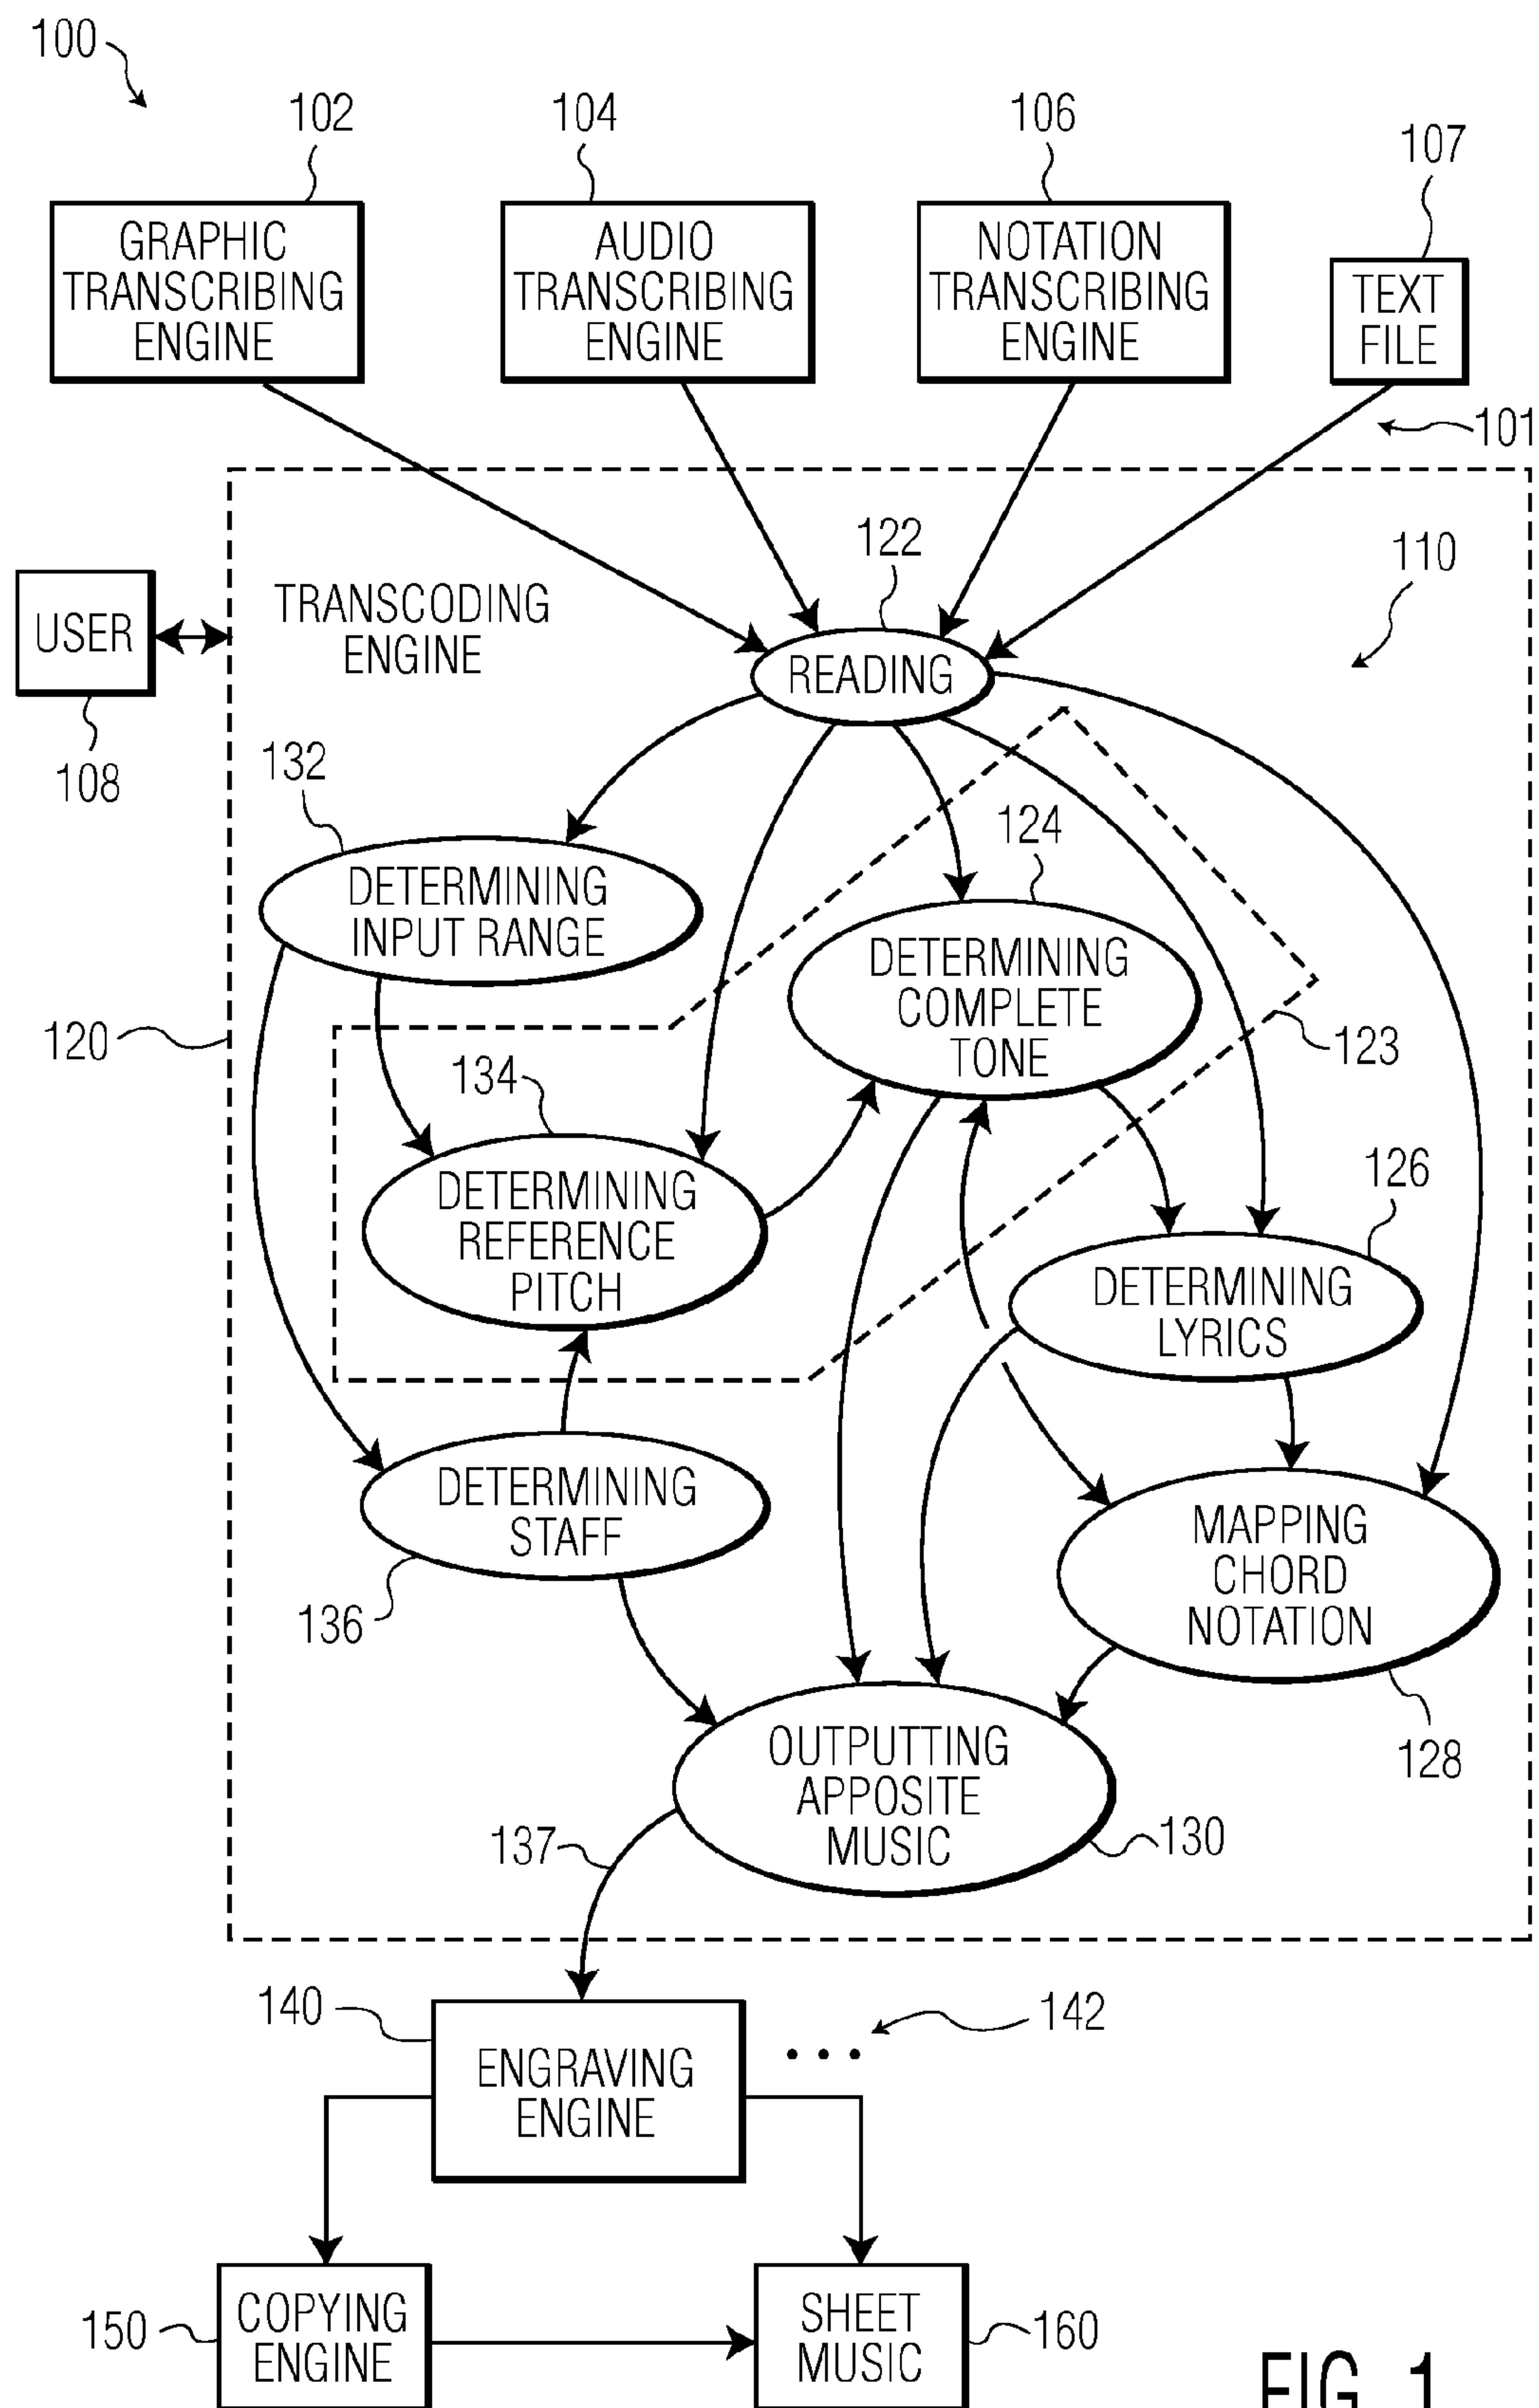 100
102
104
106
107
GRAPHIC
TRANSCRIBING
ENGINE
AUDIO
TRANSCRIBING
ENGINE
NOTATION
TRANSCRIBING
ENGINE
TEXT
FILE
101
122
110
USER
TRANSCODING
ENGINE
READING
108
132
124
DETERMINING
INPUT RANGE
DETERMINING
COMPLETE
TONE
120
123
134
DETERMINING
REFERENCE
PITCH
126
DETERMINING
LYRICS
DETERMINING
STAFF
136
MAPPING
CHORD
NOTATION
128
OUTPUTTING
APPOSITE
MUSIC
130
137
140
142
ENGRAVING
ENGINE
150
COPYING
ENGINE
SHEET
MUSIC
160
FIG. 1